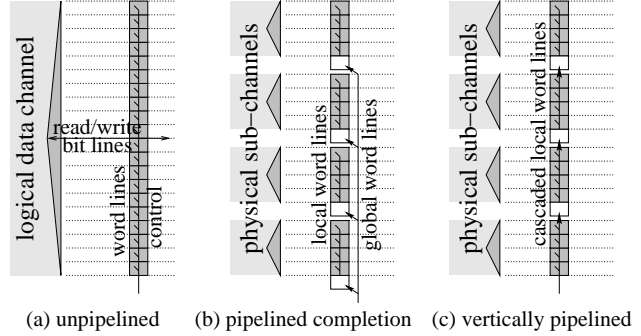 logical data channel
read/write
bit lines
word lines
control
(a) unpipelined
physical sub−channels
local word lines
global word lines
(b) pipelined completion
physical sub−channels
cascaded local word lines
(c) vertically pipelined